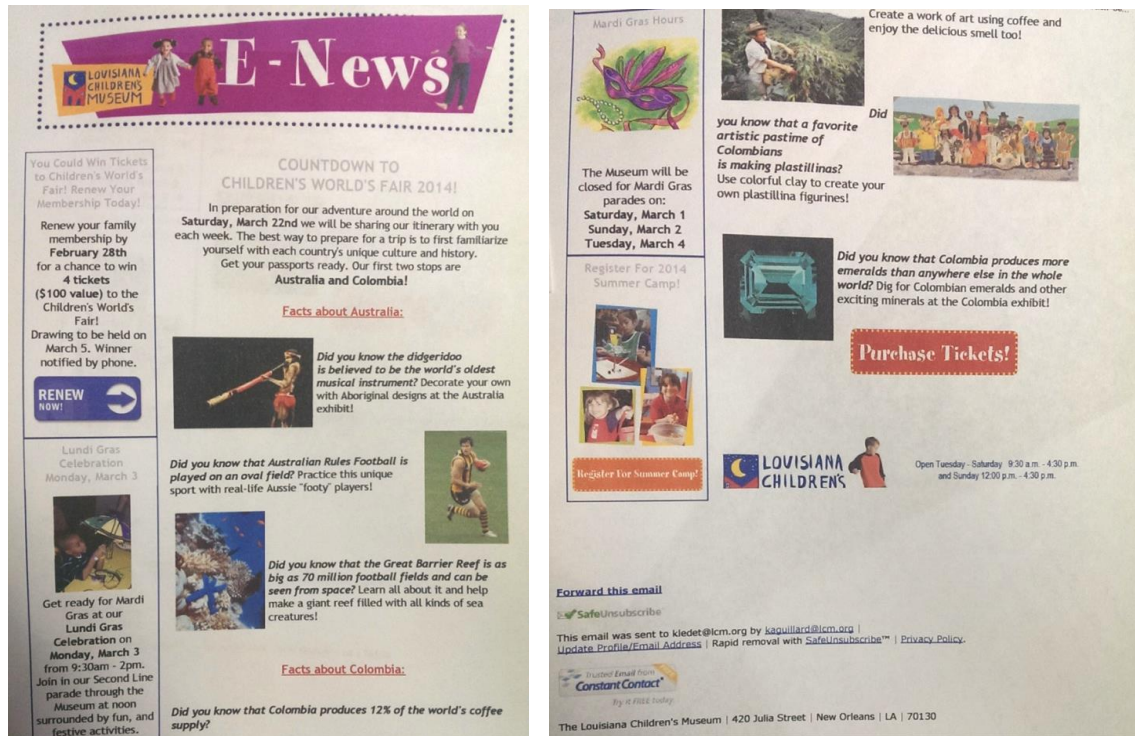 LOUISIANA
CHILDREN'S
MUSEUM
E-News
You Could Win Tickets
to Children's World's
Fair! Renew Your
Membership Today!
Renew your family
membership by
February 28th
for a chance to win
4 tickets
($100 value) to the
Children's World's
Fair!
Drawing to be held on
March 5. Winner
notified by phone.
RENEW
NOW!
Lundi Gras
Celebration
Monday, March 3
Get ready for Mardi
Gras at our
Lundi Gras
Celebration on
Monday, March 3
from 9:30am - 2pm.
Join in our Second Line
parade through the
Museum at noon
surrounded by fun, and
festive activities.
COUNTDOWN TO
CHILDREN'S WORLD'S FAIR 2014!
In preparation for our adventure around the world on
Saturday, March 22nd we will be sharing our itinerary with you
each week. The best way to prepare for a trip is to first familiarize
yourself with each country's unique culture and history.
Get your passports ready. Our first two stops are
Australia and Colombia!
Facts about Australia:
Did you know the didgeridoo
is believed to be the world's oldest
musical instrument? Decorate your own
with Aboriginal designs at the Australia
exhibit!
Did you know that Australian Rules Football is
played on an oval field? Practice this unique
sport with real-life Aussie "footy" players!
Did you know that the Great Barrier Reef is as
big as 70 million football fields and can be
seen from space? Learn all about it and help
make a giant reef filled with all kinds of sea
creatures!
Facts about Colombia:
Did you know that Colombia produces 12% of the world's coffee
supply?
Mardi Gras Hours
The Museum will be
closed for Mardi Gras
parades on:
Saturday, March 1
Sunday, March 2
Tuesday, March 4
Register For 2014
Summer Camp!
Register For Summer Camp!
Create a work of art using coffee and
enjoy the delicious smell too!
Did
you know that a favorite
artistic pastime of
Colombians
is making plastillinas?
Use colorful clay to create your
own plastillina figurines!
Did you know that Colombia produces more
emeralds than anywhere else in the whole
world? Dig for Colombian emeralds and other
exciting minerals at the Colombia exhibit!
Purchase Tickets!
LOUISIANA
CHILDREN'S
Open Tuesday - Saturday 9:30 a.m. - 4:30 p.m.
and Sunday 12:00 p.m. - 4:30 p.m.
Forward this email
SafeUnsubscribe
This email was sent to kledet@lcm.org by kaguillard@lcm.org |
Update Profile/Email Address | Rapid removal with SafeUnsubscribe™ | Privacy Policy.
Trusted Email from
Constant Contact
Try it FREE today.
The Louisiana Children's Museum | 420 Julia Street | New Orleans | LA | 70130